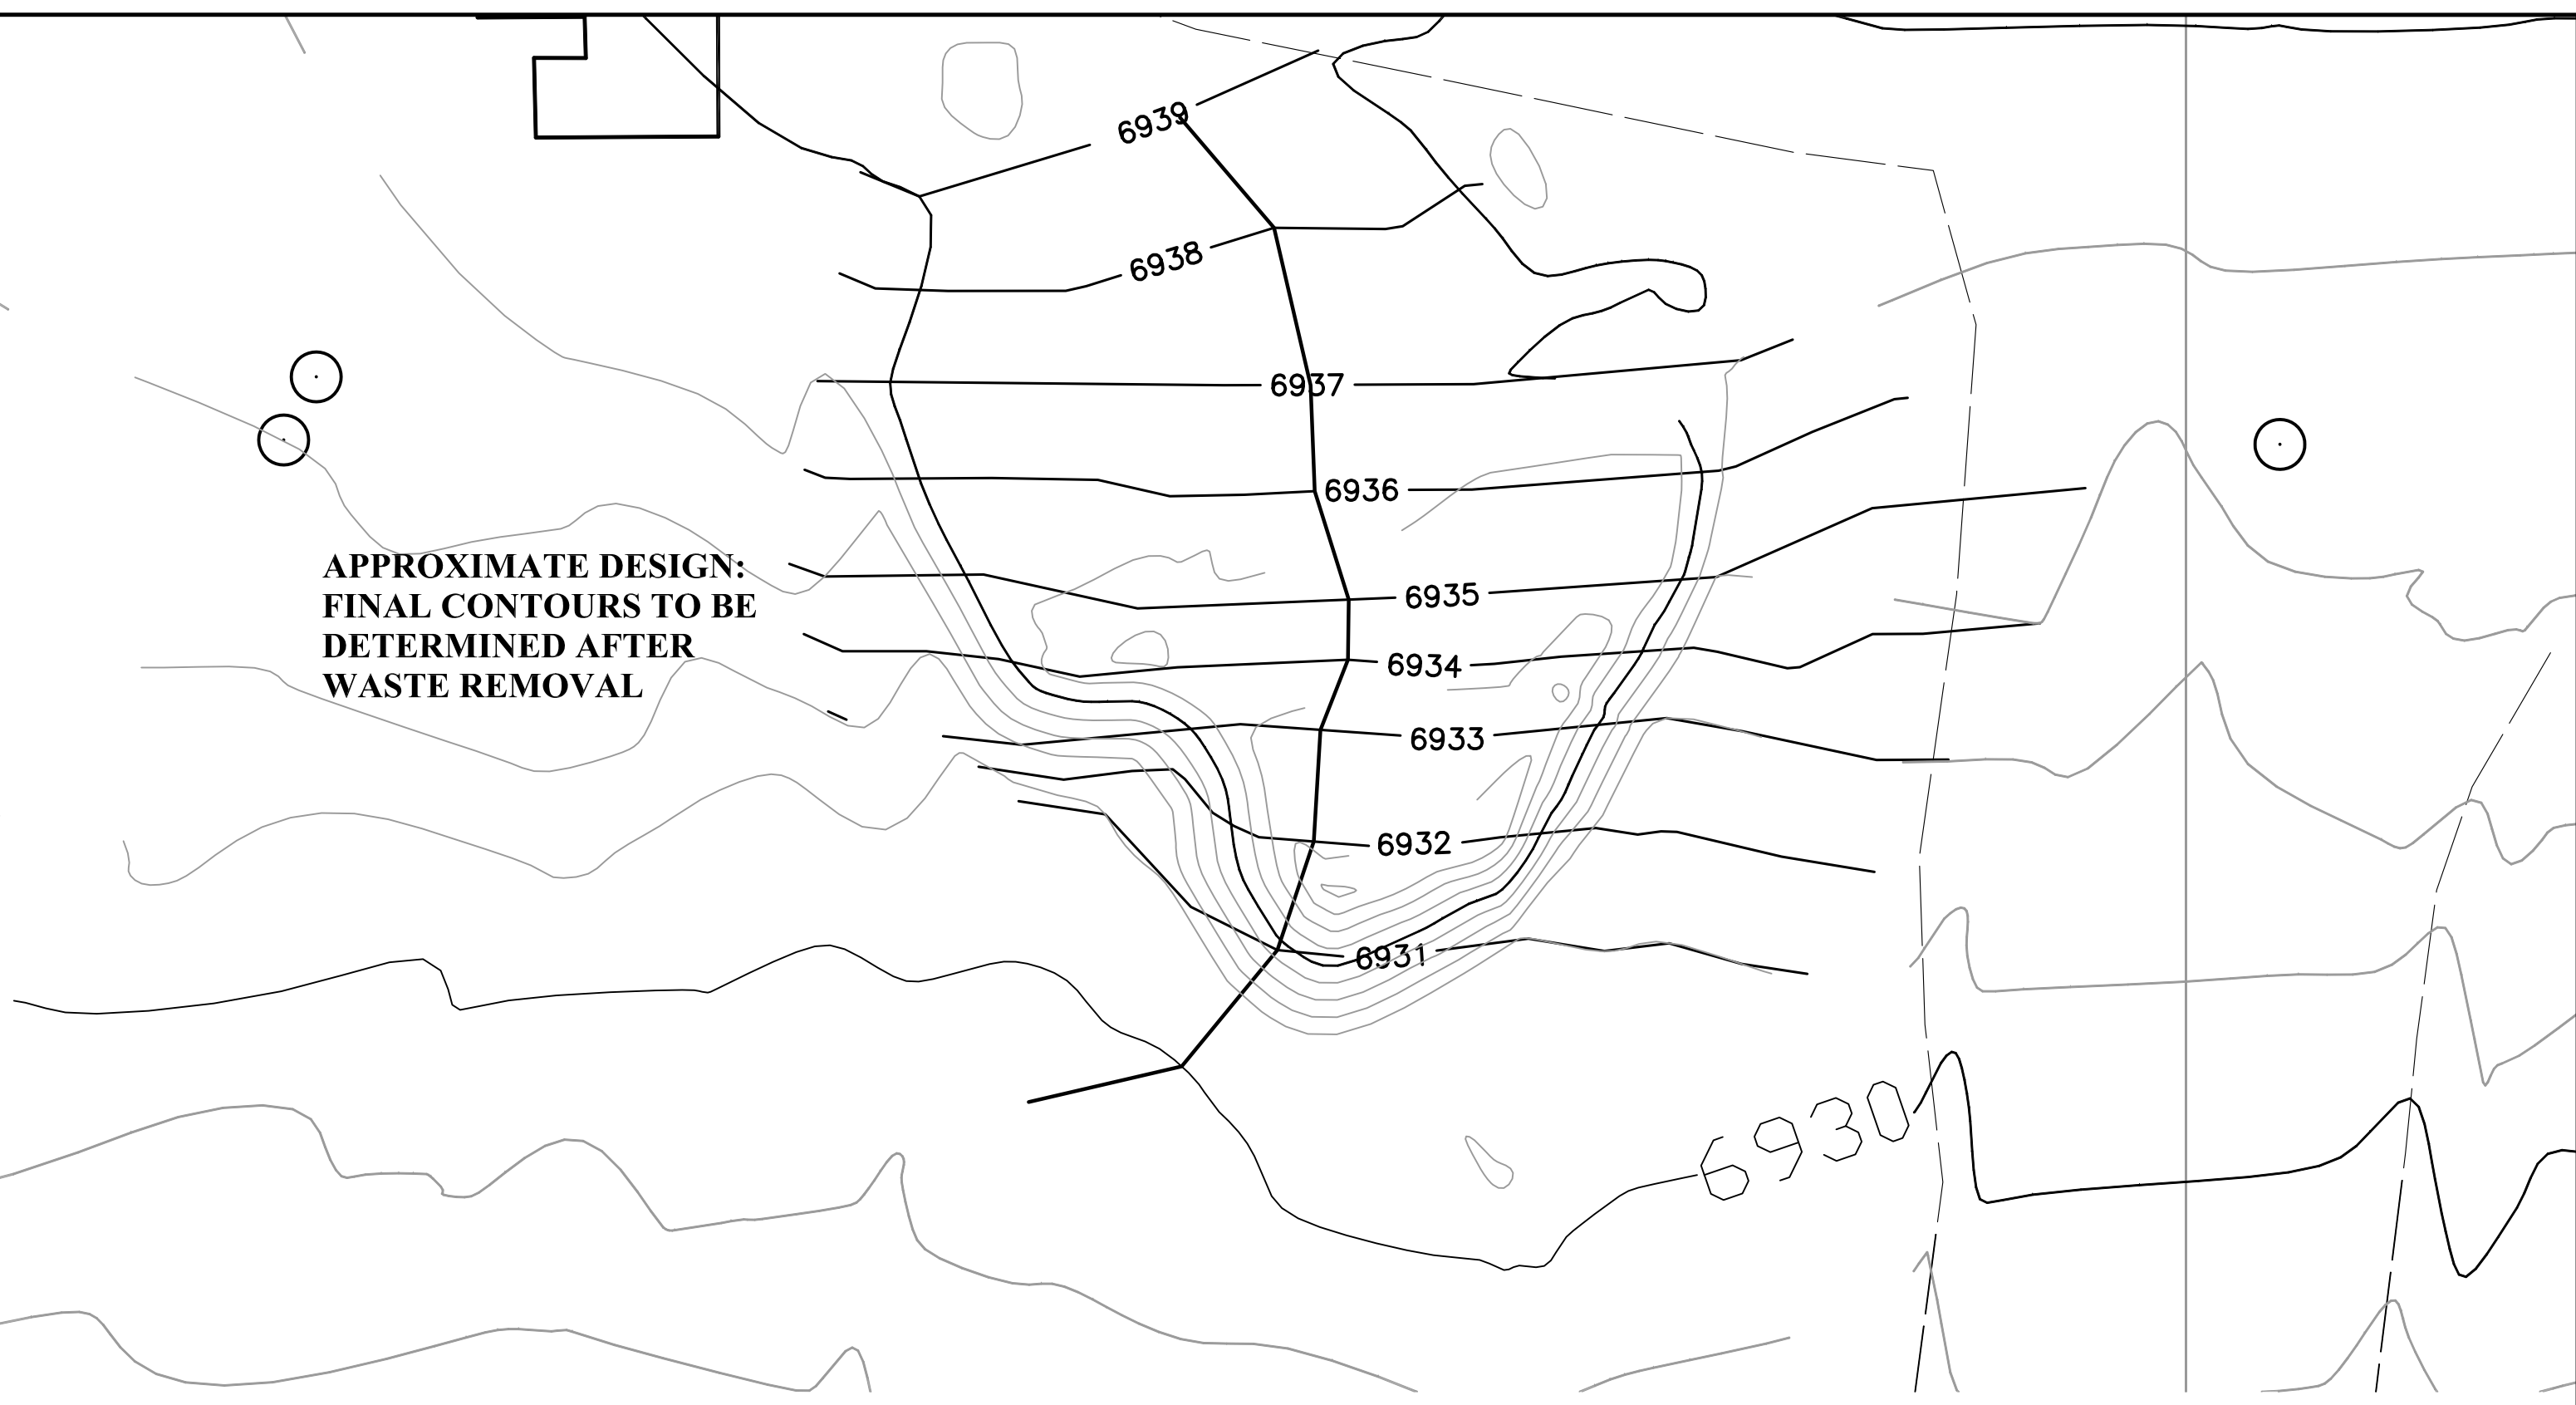 6939
6938
6937
6936
6935
6934
6933
6932
6931
6930
APPROXIMATE DESIGN:
FINAL CONTOURS TO BE
DETERMINED AFTER
WASTE REMOVAL